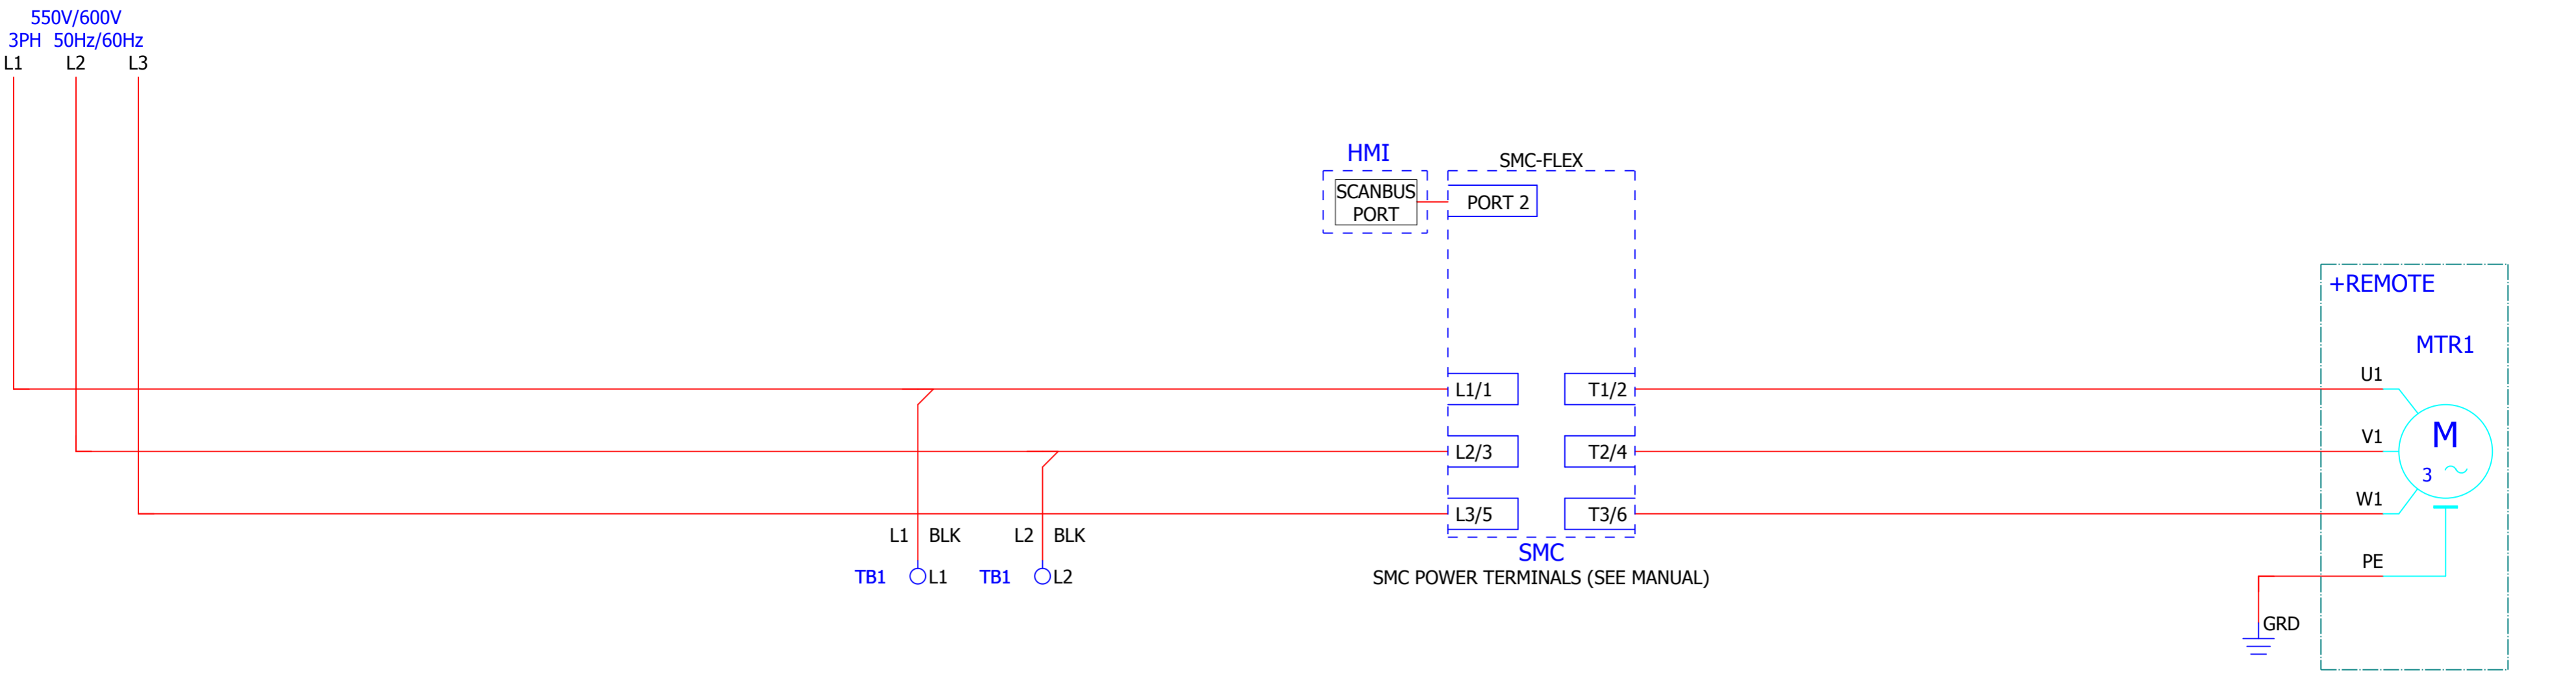 550V/600V
3PH 50Hz/60Hz
L1 L2 L3
HMI
SCANBUS
PORT
SMC-FLEX
PORT 2
+REMOTE
MTR1
L1/1 T1/2 U1
L2/3 T2/4 V1
M
3
L3/5 T3/6 W1
L1 BLK L2 BLK
TB1 L1 TB1 L2
SMC
SMC POWER TERMINALS (SEE MANUAL)
PE
GRD